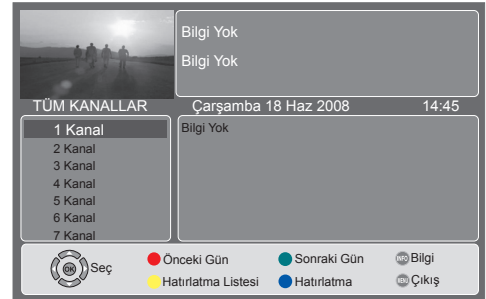 Bilgi Yok
Bilgi Yok
TÜM KANALLAR Çarşamba 18 Haz 2008 14:45
1 Kanal Bilgi Yok
2 Kanal
3 Kanal
4 Kanal
5 Kanal
6 Kanal
7 Kanal
OK Seç Önceki Gün Sonraki Gün INFO Bilgi
Hatırlatma Listesi Hatırlatma MENU Çıkış